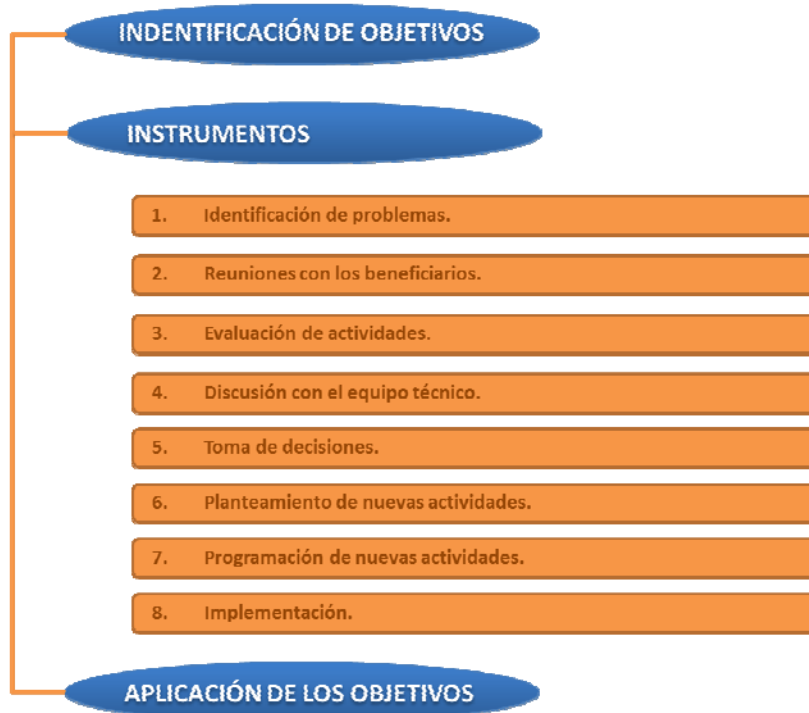 INDENTIFICACIÓN DE OBJETIVOS
INSTRUMENTOS
1. Identificación de problemas.
2. Reuniones con los beneficiarios.
3. Evaluación de actividades.
4. Discusión con el equipo técnico.
5. Toma de decisiones.
6. Planteamiento de nuevas actividades.
7. Programación de nuevas actividades.
8. Implementación.
APLICACIÓN DE LOS OBJETIVOS